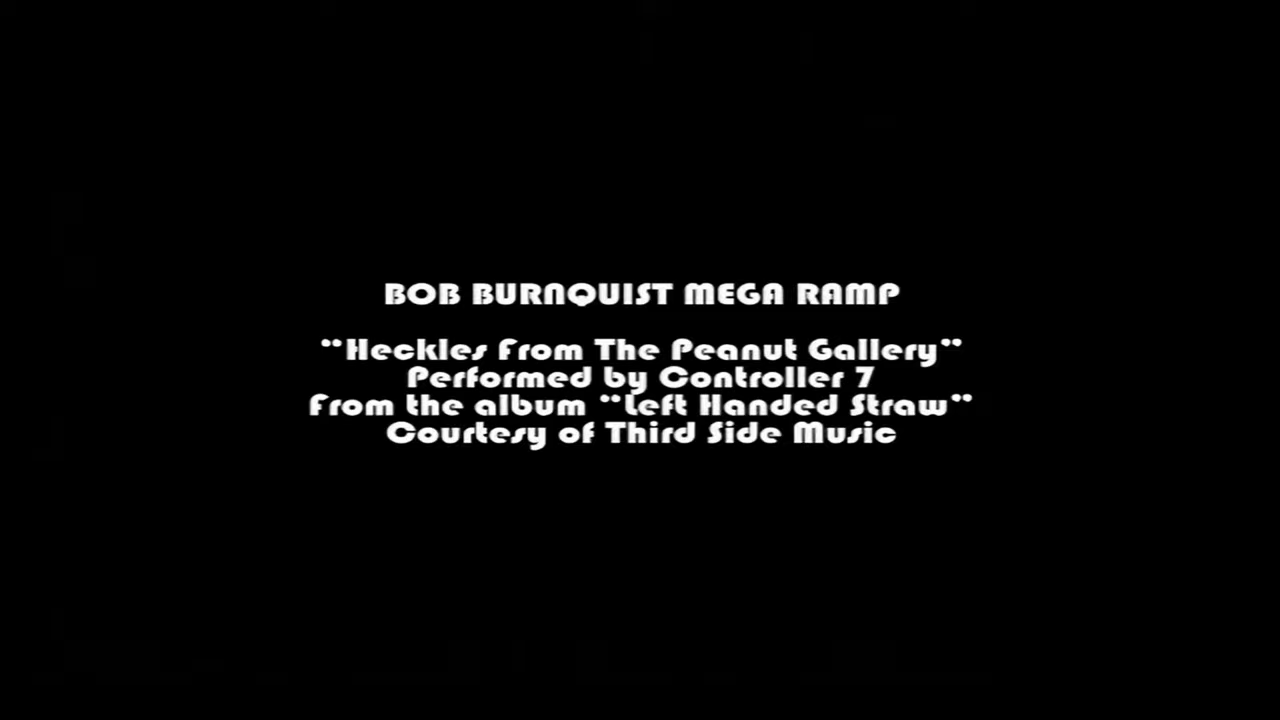 BOB BURNQUIST MEGA RAMP
"Heckles From The Peanut Gallery"
Performed by Controller 7
From the album "Left Handed Straw"
Courtesy of Third Side Music